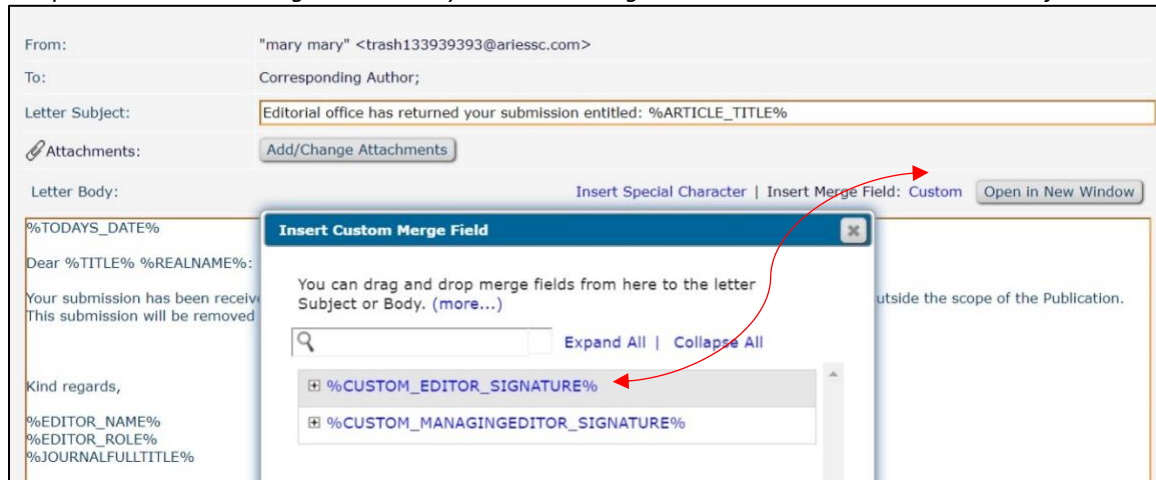 From: "mary mary" <trash133939393@ariessc.com>
To: Corresponding Author;
Letter Subject: Editorial office has returned your submission entitled: %ARTICLE_TITLE%
Attachments: Add/Change Attachments
Letter Body: Insert Special Character | Insert Merge Field: Custom Open in New Window
%TODAYS_DATE%
Dear %TITLE% %REALNAME%:
Your submission has been utside the scope of the Publication.
This submission will be removed
Kind regards,
%EDITOR_NAME%
%EDITOR_ROLE%
%JOURNALFULLTITLE%
Insert Custom Merge Field
You can drag and drop merge fields from here to the letter
Subject or Body. (more...)
Expand All | Collapse All
%CUSTOM_EDITOR_SIGNATURE%
%CUSTOM_MANAGINGEDITOR_SIGNATURE%